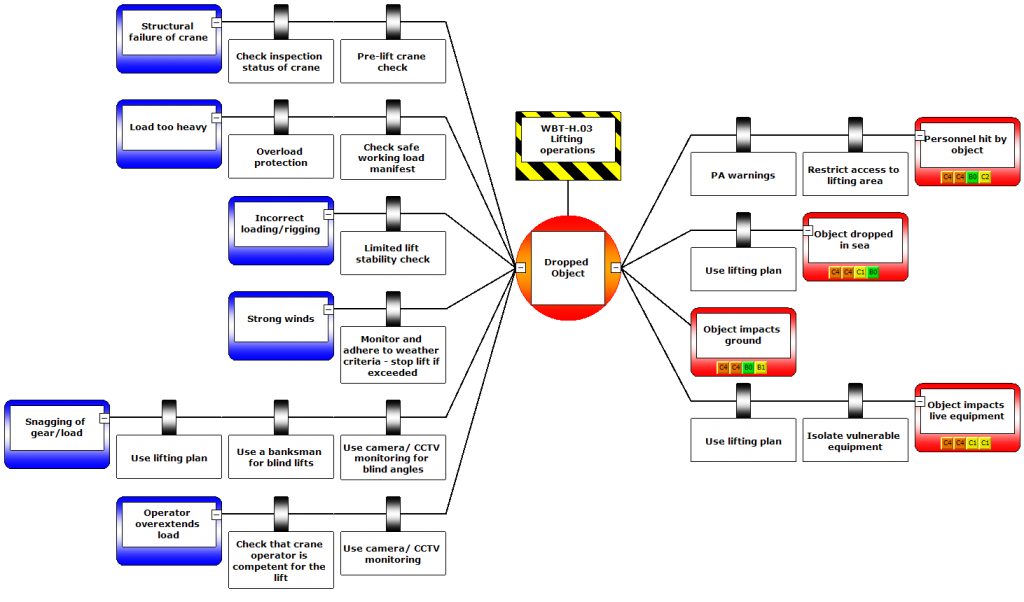 Structural
failure of crane
Check inspection
status of crane
Pre-lift crane
check
Load too heavy
Overload
protection
Check safe
working load
manifest
Incorrect
loading/rigging
Limited lift
stability check
Strong winds
Monitor and
adhere to weather
criteria - stop lift if
exceeded
Snagging of
gear/load
Use lifting plan
Use a banksman
for blind lifts
Use camera/ CCTV
monitoring for
blind angles
Operator
overextends
load
Check that crane
operator is
competent for the
lift
Use camera/ CCTV
monitoring
WBT-H.03
Lifting
operations
Dropped
Object
PA warnings
Restrict access to
lifting area
Personnel hit by
object
C4 C4 B0 C2
Use lifting plan
Object dropped
in sea
C4 C4 C1 B0
Object impacts
ground
C4 C4 B0 B1
Use lifting plan
Isolate vulnerable
equipment
Object impacts
live equipment
C4 C4 C1 C1